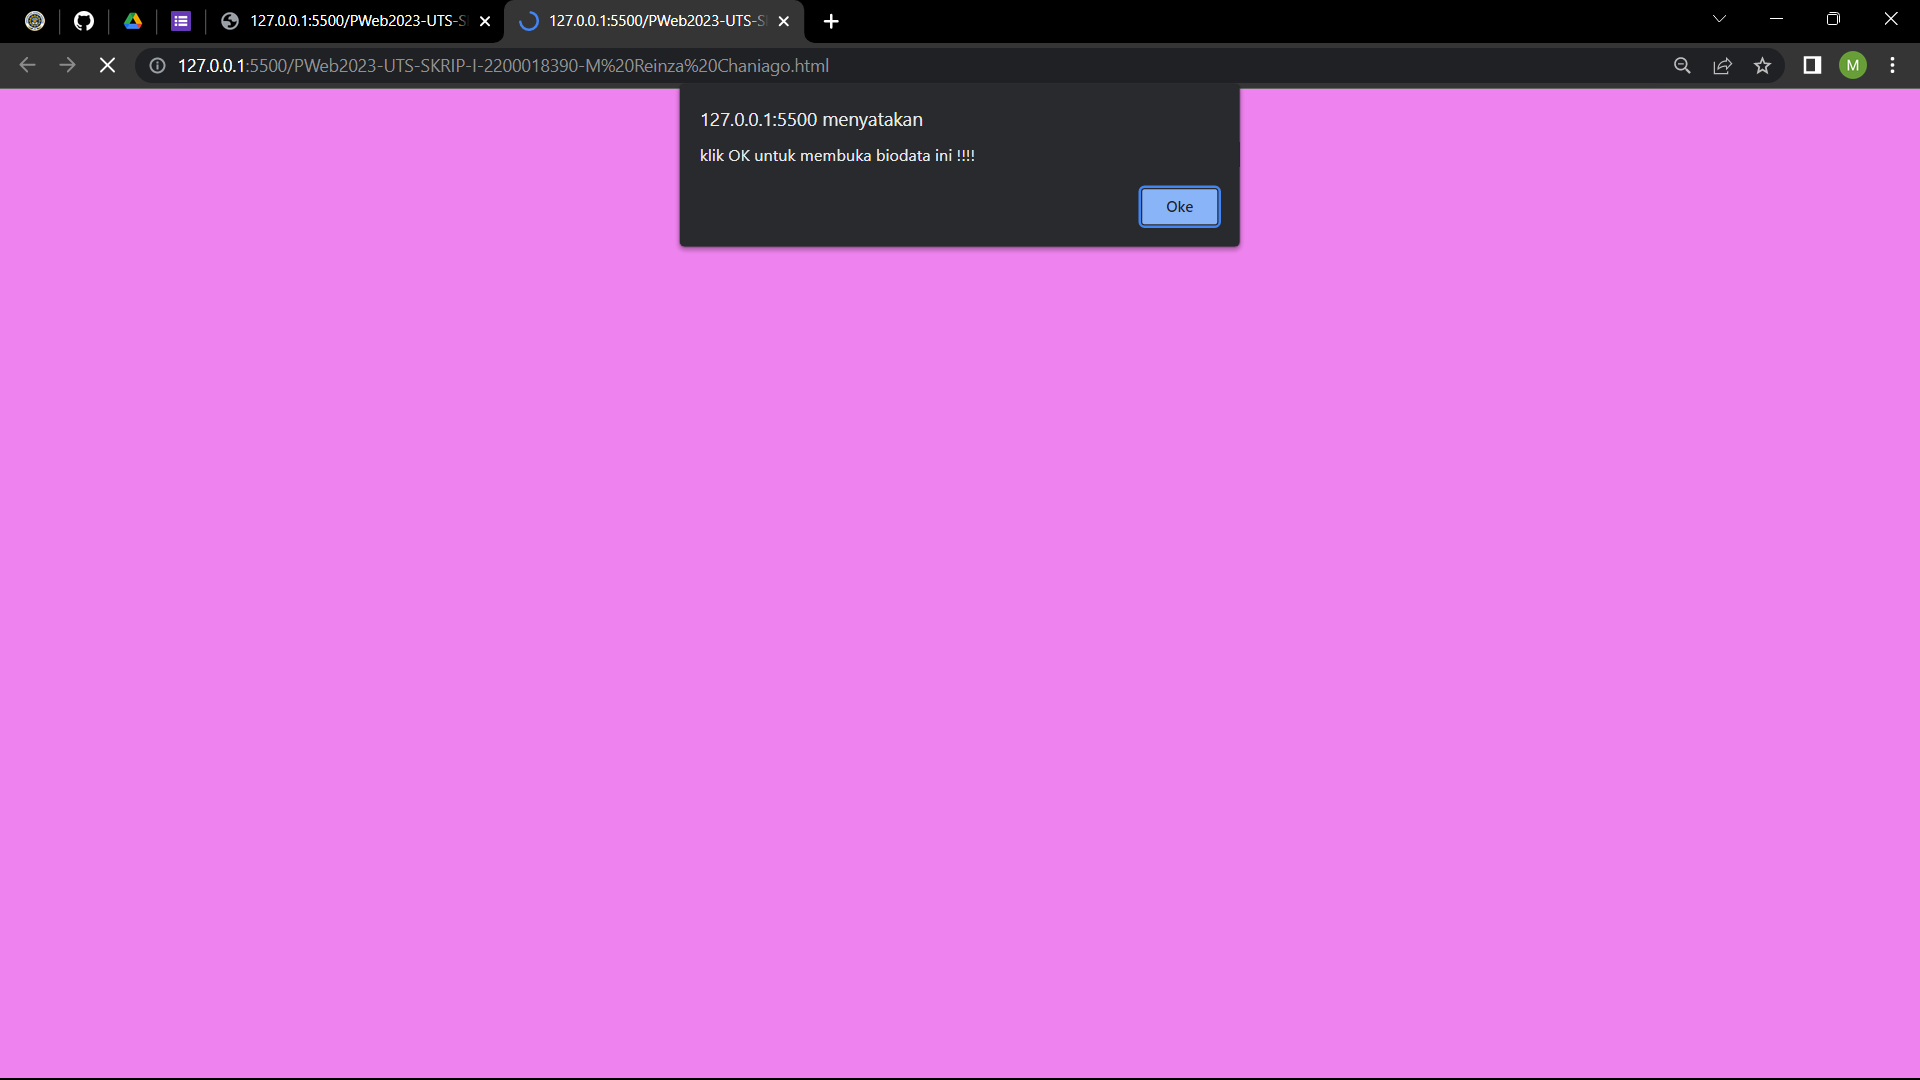 127.0.0.1:5500/PWeb2023-UTS-S
127.0.0.1:5500/PWeb2023-UTS-S
127.0.0.1:5500/PWeb2023-UTS-SKRIP-I-2200018390-M%20Reinza%20Chaniago.html
M
127.0.0.1:5500 menyatakan
klik OK untuk membuka biodata ini !!!!
Oke